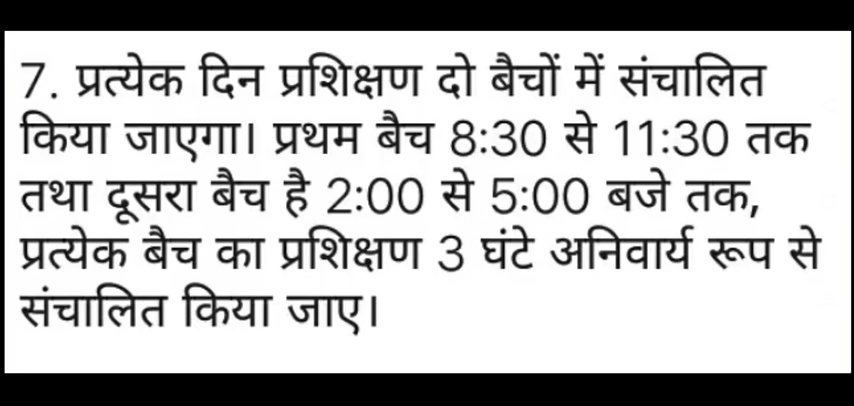 7. प्रत्येक दिन प्रशिक्षण दो बैचों में संचालित
किया जाएगा। प्रथम बैच 8:30 से 11:30 तक
तथा दूसरा बैच है 2:00 से 5:00 बजे तक,
प्रत्येक बैच का प्रशिक्षण 3 घंटे अनिवार्य रूप से
संचालित किया जाए।